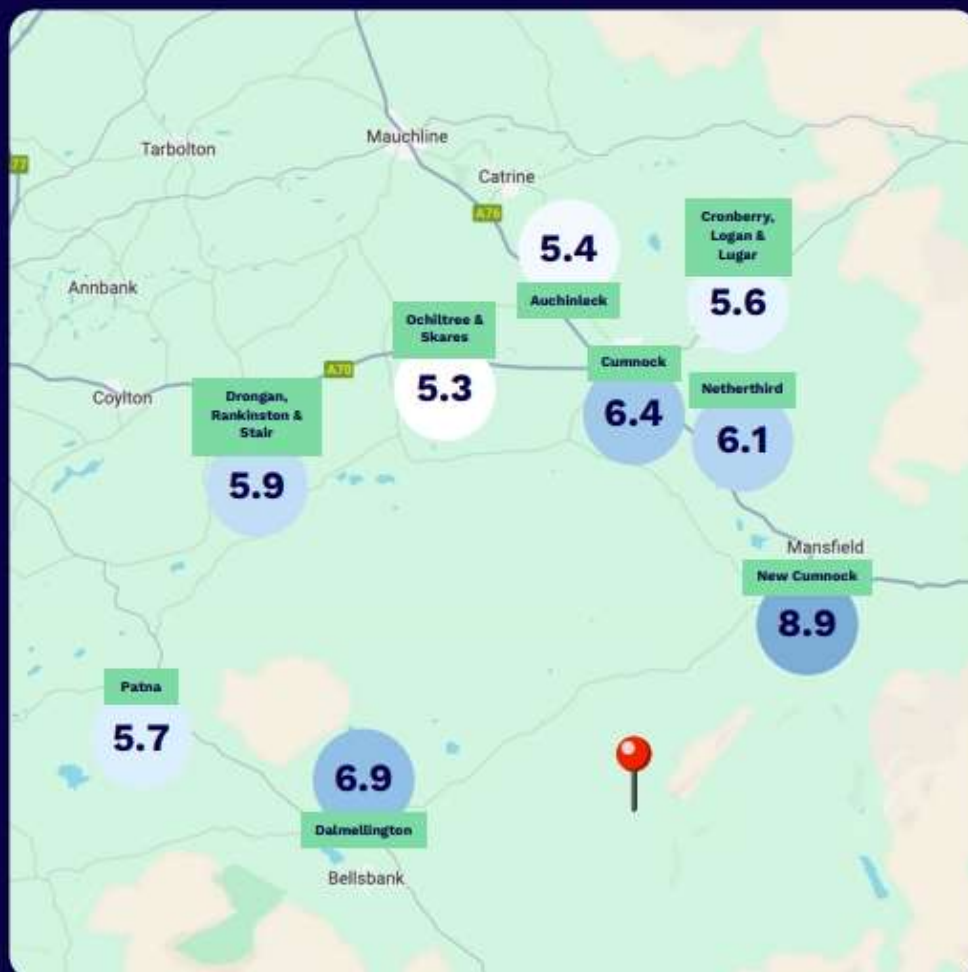 Mauchline
Tarbolton
77
Catrine
A76
Cronberry,
Logan &
Lugar
5.4
5.6
Annbank
Auchinleck
Ochiltree &
Skares
Cumnock
A70
5.3
Netherthird
Coylton
Drongan,
Rankinston &
Stair
6.4
6.1
5.9
Mansfield
New Cumnock
8.9
Patna
5.7
6.9
Dalmellington
Bellsbank